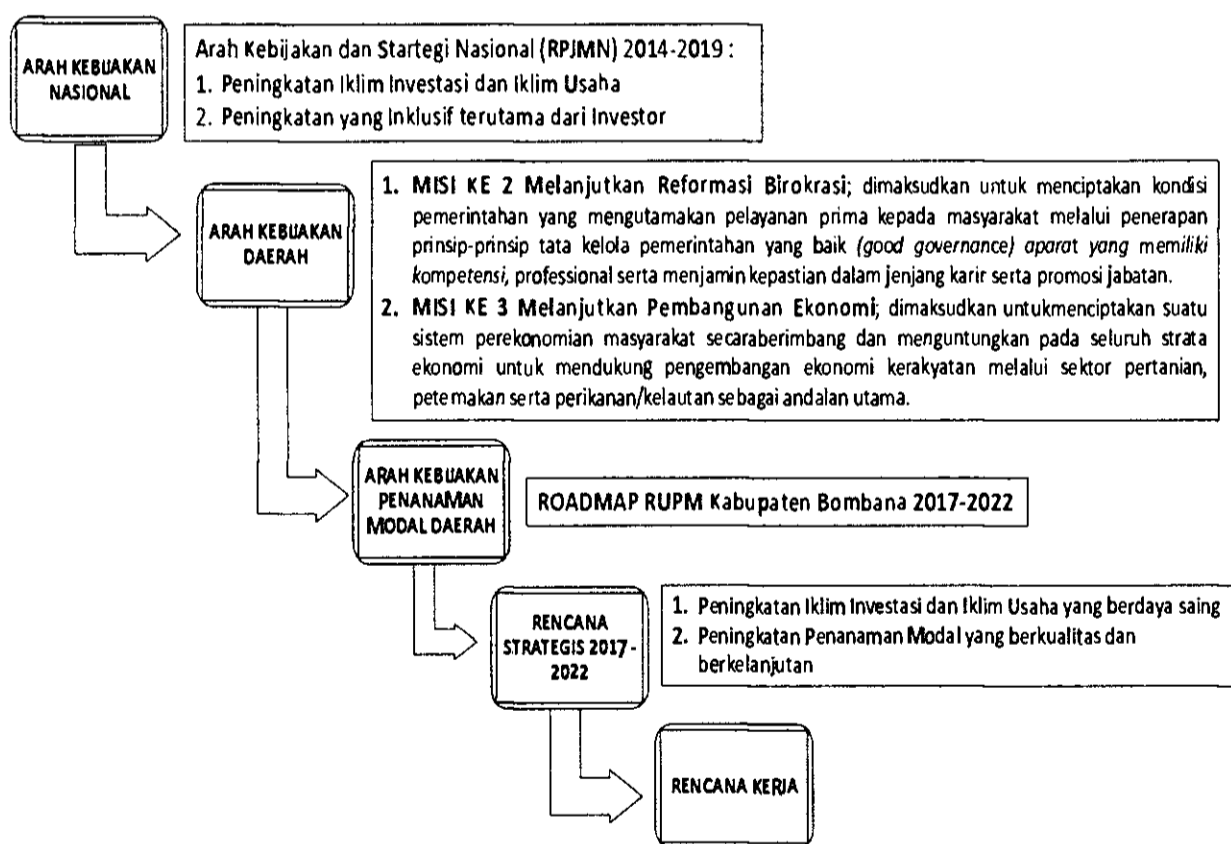 ARAH KEBIJAKAN
NASIONAL
Arah Kebijakan dan Startegi Nasional (RPJMN) 2014-2019 :
1. Peningkatan Iklim Investasi dan Iklim Usaha
2. Peningkatan yang Inklusif terutama dari Investor
ARAH KEBIJAKAN
DAERAH
1. MISI KE 2 Melanjutkan Reformasi Birokrasi; dimaksudkan untuk menciptakan kondisi
pemerintahan yang mengutamakan pelayanan prima kepada masyarakat melalui penerapan
prinsip-prinsip tata kelola pemerintahan yang baik (good governance) aparat yang memiliki
kompetensi, professional serta menjamin kepastian dalam jenjang karir serta promosi jabatan.
2. MISI KE 3 Melanjutkan Pembangunan Ekonomi; dimaksudkan untukmenciptakan suatu
sistem perekonomian masyarakat secaraberimbang dan menguntungkan pada seluruh strata
ekonomi untuk mendukung pengembangan ekonomi kerakyatan melalui sektor pertanian,
peternakan serta perikanan/kelautan sebagai andalan utama.
ARAH KEBIJAKAN
PENANAMAN
MODAL DAERAH
ROADMAP RUPM Kabupaten Bombana 2017-2022
RENCANA
STRATEGIS 2017-
2022
1. Peningkatan Iklim Investasi dan Iklim Usaha yang berdaya saing
2. Peningkatan Penanaman Modal yang berkualitas dan
berkelanjutan
RENCANA KERJA